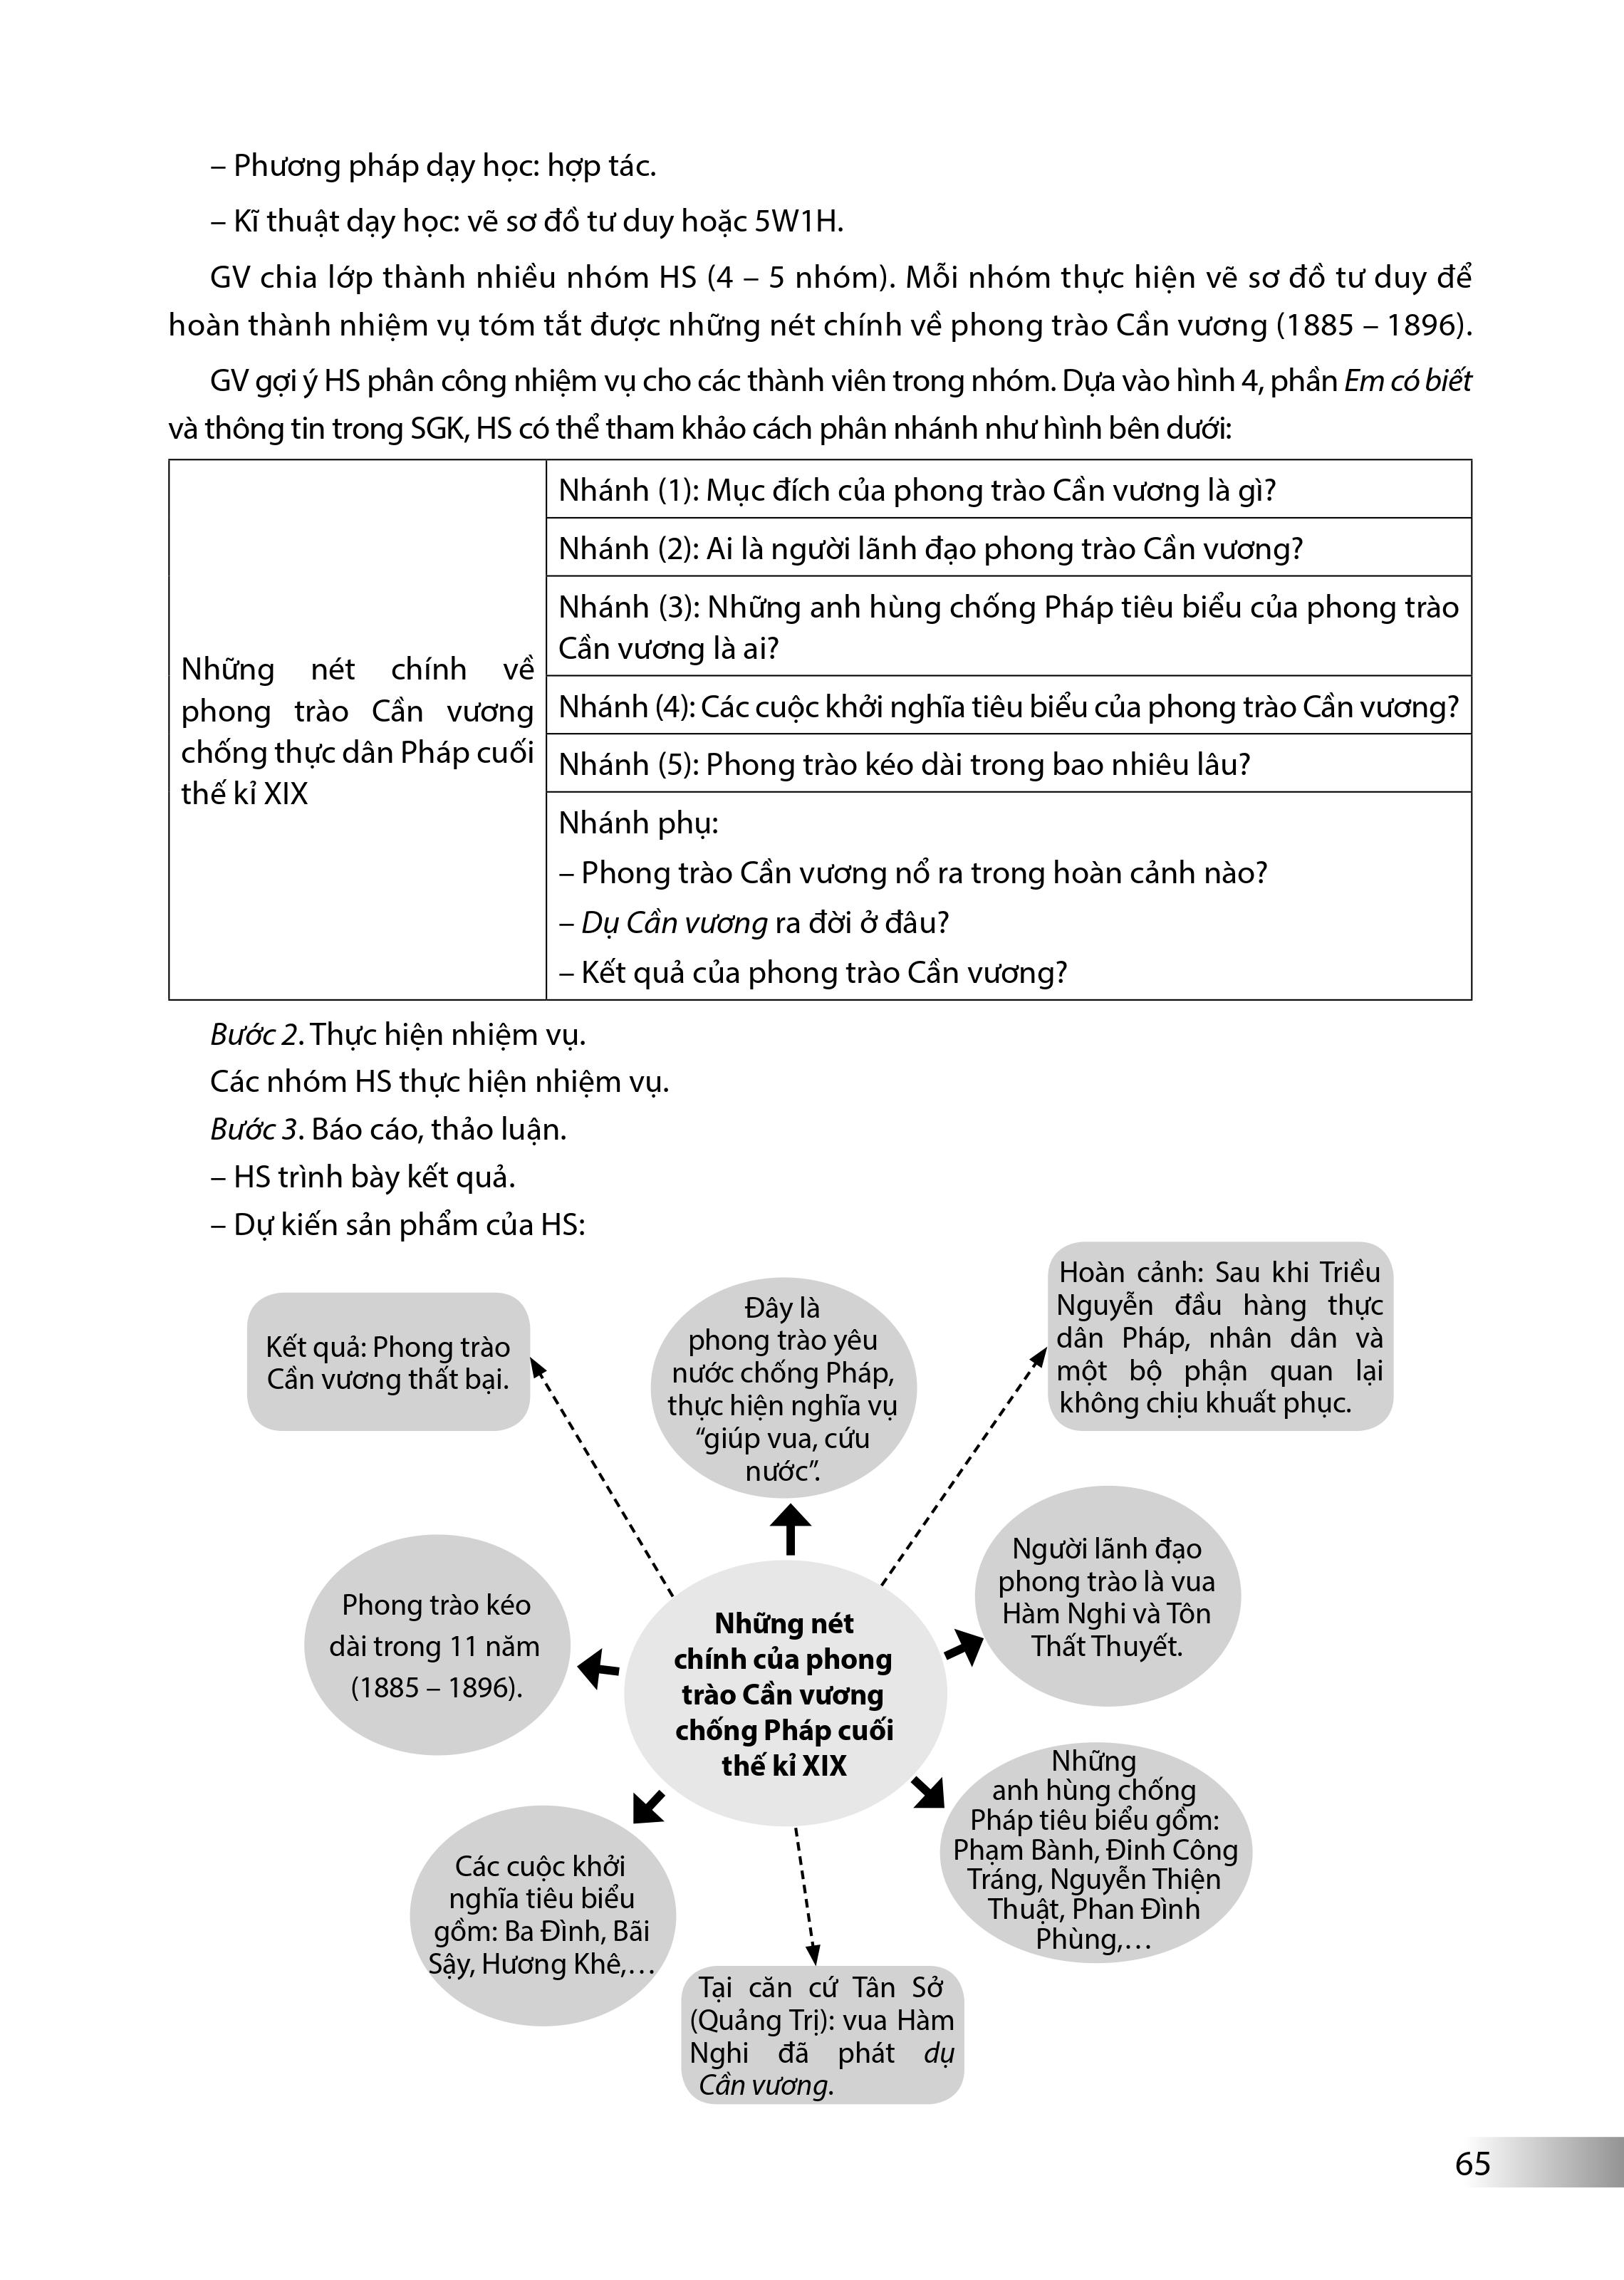 – Phương pháp dạy học: hợp tác.
– Kĩ thuật dạy học: vẽ sơ đồ tư duy hoặc 5W1H.
GV chia lớp thành nhiều nhóm HS (4 – 5 nhóm). Mỗi nhóm thực hiện vẽ sơ đồ tư duy để
hoàn thành nhiệm vụ tóm tắt được những nét chính về phong trào Cần vương (1885 – 1896).
GV gợi ý HS phân công nhiệm vụ cho các thành viên trong nhóm. Dựa vào hình 4, phần Em có biết
và thông tin trong SGK, HS có thể tham khảo cách phân nhánh như hình bên dưới:
Những nét chính về
phong trào Cần vương
chống thực dân Pháp cuối
thế kỉ XIX
Nhánh (1): Mục đích của phong trào Cần vương là gì?
Nhánh (2): Ai là người lãnh đạo phong trào Cần vương?
Nhánh (3): Những anh hùng chống Pháp tiêu biểu của phong trào
Cần vương là ai?
Nhánh (4): Các cuộc khởi nghĩa tiêu biểu của phong trào Cần vương?
Nhánh (5): Phong trào kéo dài trong bao nhiêu lâu?
Nhánh phụ:
– Phong trào Cần vương nổ ra trong hoàn cảnh nào?
– Dụ Cần vương ra đời ở đâu?
– Kết quả của phong trào Cần vương?
Bước 2. Thực hiện nhiệm vụ.
Các nhóm HS thực hiện nhiệm vụ.
Bước 3. Báo cáo, thảo luận.
– HS trình bày kết quả.
– Dự kiến sản phẩm của HS:
Kết quả: Phong trào
Cần vương thất bại.
Đây là
phong trào yêu
nước chống Pháp,
thực hiện nghĩa vụ
“giúp vua, cứu
nước”.
Hoàn cảnh: Sau khi Triều
Nguyễn đầu hàng thực
dân Pháp, nhân dân và
một bộ phận quan lại
không chịu khuất phục.
Phong trào kéo
dài trong 11 năm
(1885 – 1896).
Những nét
chính của phong
trào Cần vương
chống Pháp cuối
thế kỉ XIX
Người lãnh đạo
phong trào là vua
Hàm Nghi và Tôn
Thất Thuyết.
Các cuộc khởi
nghĩa tiêu biểu
gồm: Ba Đình, Bãi
Sậy, Hương Khê,…
Những
anh hùng chống
Pháp tiêu biểu gồm:
Phạm Bành, Đinh Công
Tráng, Nguyễn Thiện
Thuật, Phan Đình
Phùng,…
Tại căn cứ Tân Sở
(Quảng Trị): vua Hàm
Nghi đã phát dụ
Cần vương.
65